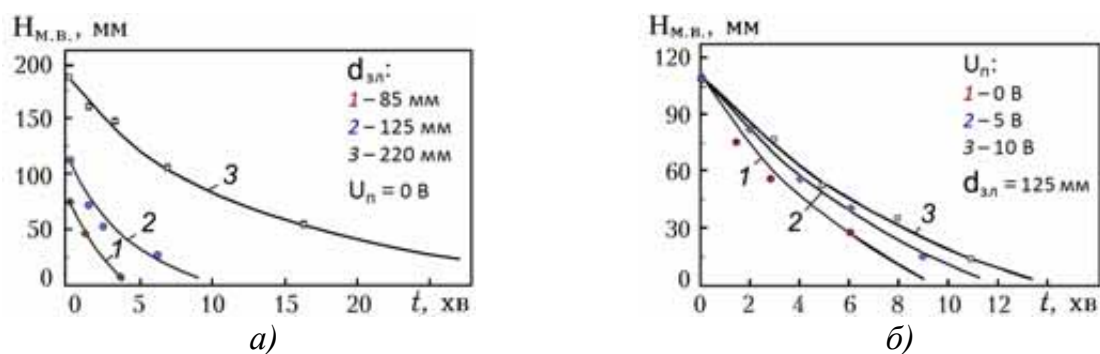 Hм.в., мм
200
150
100
50
0
0 5 10 15 20 t, хв
dзл:
1 – 85 мм
2 – 125 мм
3 – 220 мм
Uп = 0 В
1
2
3
а)
Hм.в., мм
120
90
60
30
0
0 2 4 6 8 10 12 t, хв
Uп:
1 – 0 В
2 – 5 В
3 – 10 В
dзл = 125 мм
1
2
3
б)